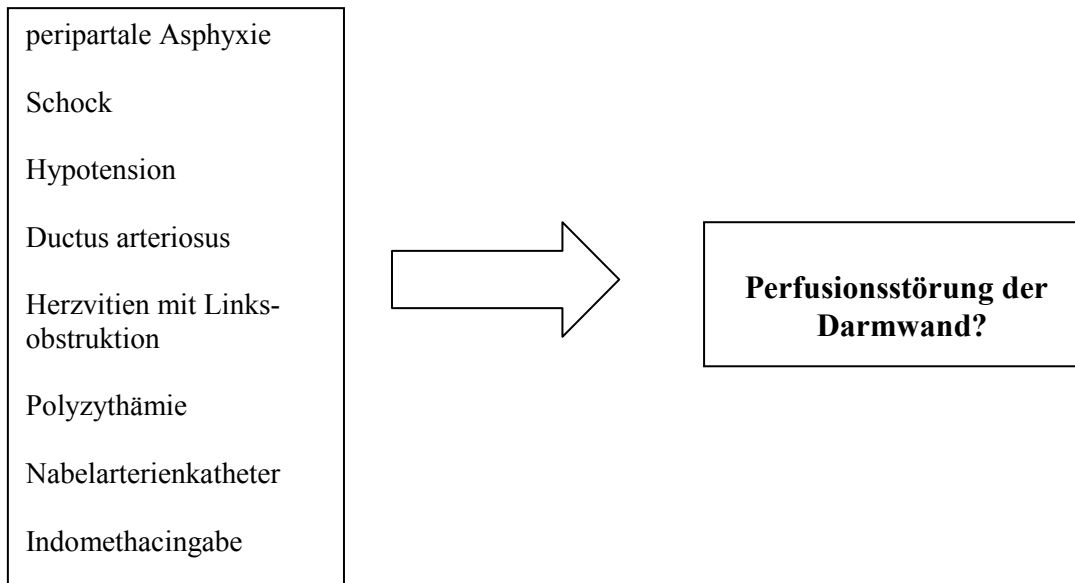 peripartale Asphyxie
Schock
Hypotension
Ductus arteriosus
Herzvitien mit Links-
obstruktion
Polyzythämie
Nabelarterienkatheter
Indomethacingabe
Perfusionsstörung der
Darmwand?